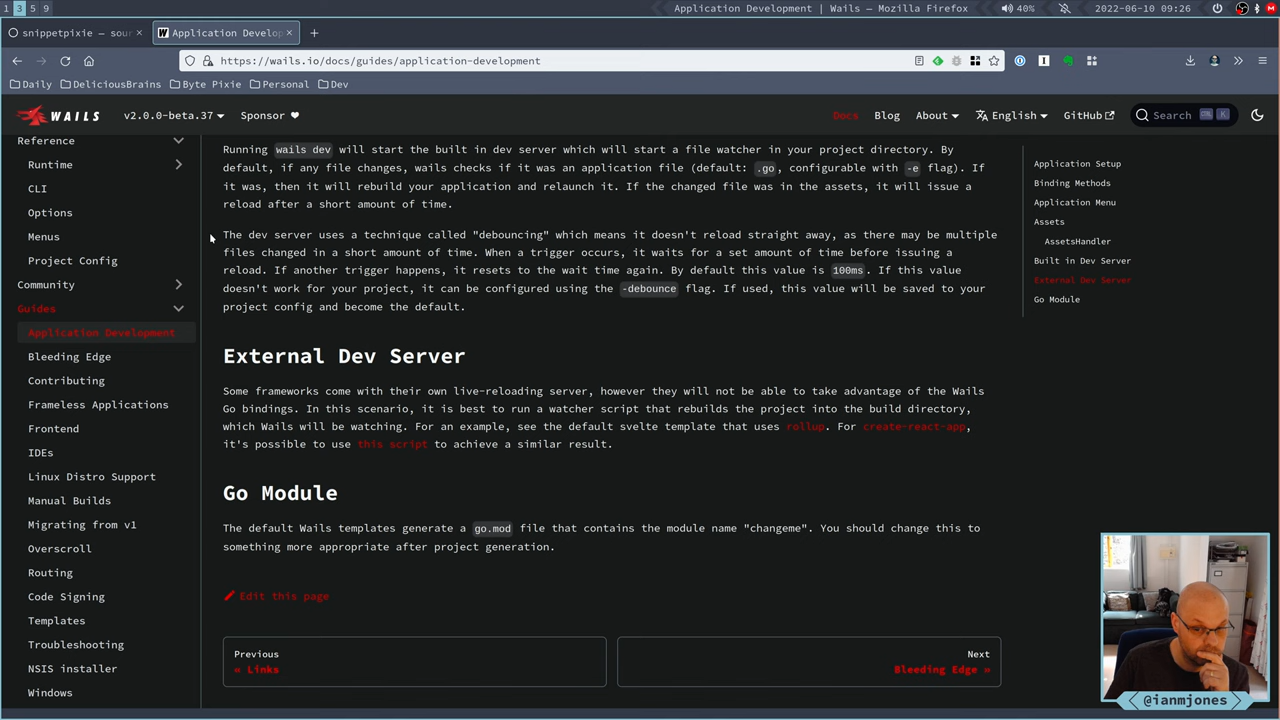 1 3 5 9
Application Development | Wails — Mozilla Firefox
40%
2022-06-10 09:26
snippetpixie — sour
Application Develop
https://wails.io/docs/guides/application-development
Daily
DeliciousBrains
Byte Pixie
Personal
Dev
WAILS
v2.0.0-beta.37
Sponsor
Docs
Blog
About
English
GitHub
Search
K
Reference
Runtime
CLI
Options
Menus
Project Config
Community
Guides
Application Development
Bleeding Edge
Contributing
Frameless Applications
Frontend
IDEs
Linux Distro Support
Manual Builds
Migrating from v1
Overscroll
Routing
Code Signing
Templates
Troubleshooting
NSIS installer
Windows
Running wails dev will start the built in dev server which will start a file watcher in your project directory. By
default, if any file changes, wails checks if it was an application file (default: .go, configurable with -e flag). If
it was, then it will rebuild your application and relaunch it. If the changed file was in the assets, it will issue a
reload after a short amount of time.
The dev server uses a technique called "debouncing" which means it doesn't reload straight away, as there may be multiple
files changed in a short amount of time. When a trigger occurs, it waits for a set amount of time before issuing a
reload. If another trigger happens, it resets to the wait time again. By default this value is 100ms. If this value
doesn't work for your project, it can be configured using the -debounce flag. If used, this value will be saved to your
project config and become the default.
External Dev Server
Some frameworks come with their own live-reloading server, however they will not be able to take advantage of the Wails
Go bindings. In this scenario, it is best to run a watcher script that rebuilds the project into the build directory,
which Wails will be watching. For an example, see the default svelte template that uses rollup. For create-react-app,
it's possible to use this script to achieve a similar result.
Go Module
The default Wails templates generate a go.mod file that contains the module name "changeme". You should change this to
something more appropriate after project generation.
Edit this page
Previous
« Links
Next
Bleeding Edge »
Application Setup
Binding Methods
Application Menu
Assets
AssetsHandler
Built in Dev Server
External Dev Server
Go Module
@ianmjones